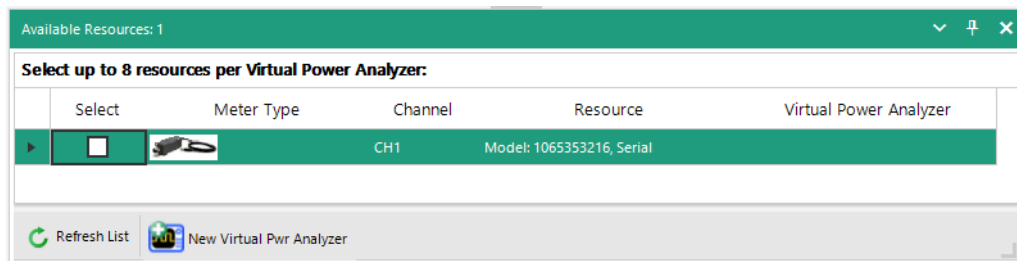 Available Resources: 1
Select up to 8 resources per Virtual Power Analyzer:
Select Meter Type Channel Resource Virtual Power Analyzer
CH1 Model: 1065353216, Serial
Refresh List New Virtual Pwr Analyzer